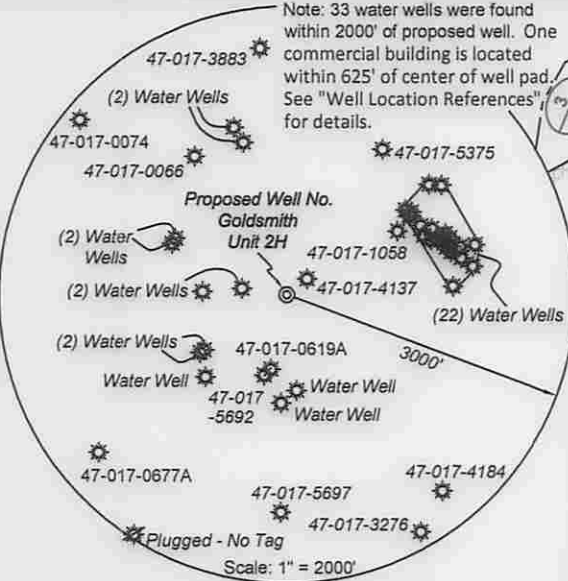 Note: 33 water wells were found
within 2000' of proposed well. One
commercial building is located
within 625' of center of well pad.
See "Well Location References"
for details.
47-017-3883
(2) Water Wells
47-017-0074
47-017-0066
47-017-5375
3
Proposed Well No.
Goldsmith
Unit 2H
(2) Water
Wells
47-017-1058
47-017-4137
(2) Water Wells
(22) Water Wells
(2) Water Wells
47-017-0619A
3000'
Water Well
47-017
-5692
Water Well
Water Well
47-017-0677A
47-017-4184
47-017-5697
47-017-3276
Plugged - No Tag
Scale: 1" = 2000'